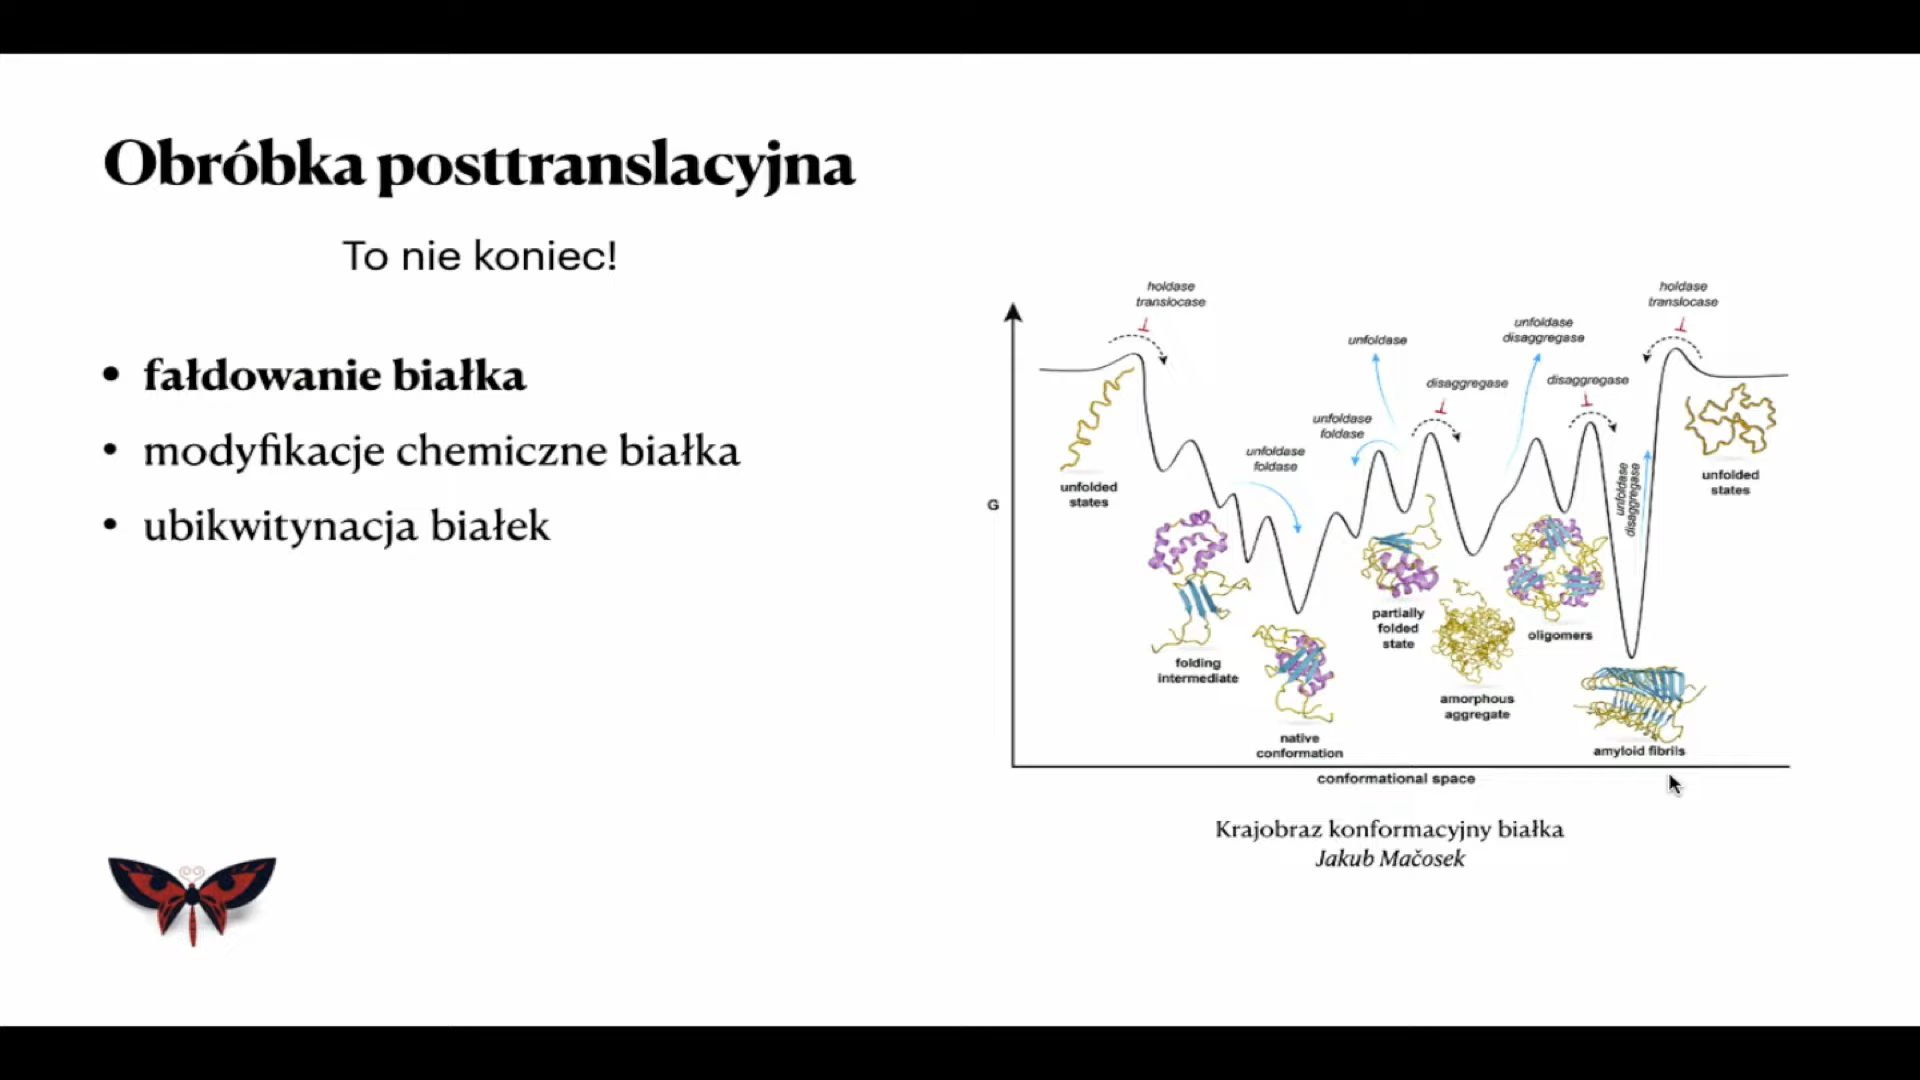 Obróbka posttranslacyjna
To nie koniec!
• fałdowanie białka
• modyfikacje chemiczne białka
• ubikwitynacja białek
holdase
translocase
unfolded
states
unfoldase
foldase
folding
intermediate
native
conformation
unfoldase
foldase
unfoldase
partially
folded
state
disaggregase
amorphous
aggregate
unfoldase
disaggregase
disaggregase
oligomers
unfoldase
disaggregase
amyloid fibrils
holdase
translocase
unfolded
states
G
conformational space
Krajobraz konformacyjny białka
Jakub Mačosek